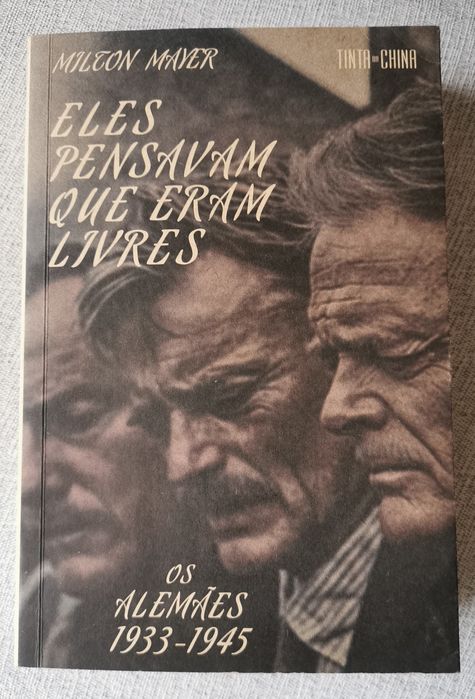 MILTON MAYER
TINTA-DA-CHINA
ELES
PENSAVAM
QUE ERAM
LIVRES
OS
ALEMÃES
1933-1945